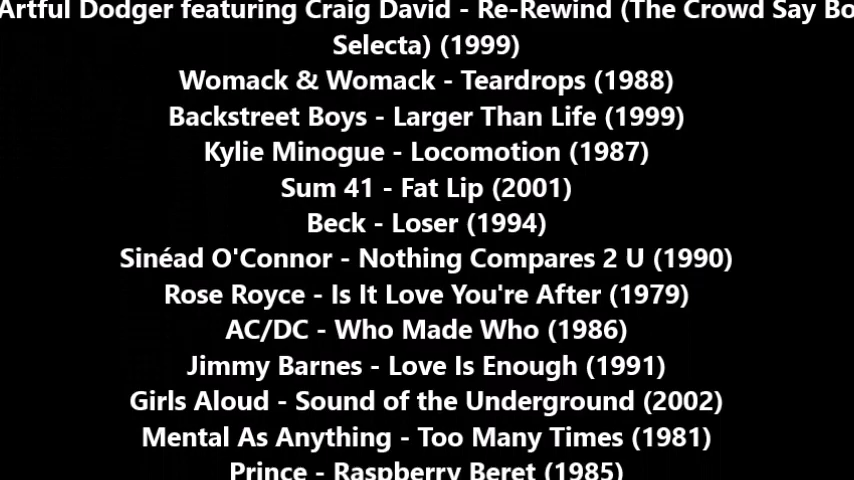 Artful Dodger featuring Craig David - Re-Rewind (The Crowd Say Bo
Selecta) (1999)
Womack & Womack - Teardrops (1988)
Backstreet Boys - Larger Than Life (1999)
Kylie Minogue - Locomotion (1987)
Sum 41 - Fat Lip (2001)
Beck - Loser (1994)
Sinéad O'Connor - Nothing Compares 2 U (1990)
Rose Royce - Is It Love You're After (1979)
AC/DC - Who Made Who (1986)
Jimmy Barnes - Love Is Enough (1991)
Girls Aloud - Sound of the Underground (2002)
Mental As Anything - Too Many Times (1981)
Prince - Raspberry Beret (1985)